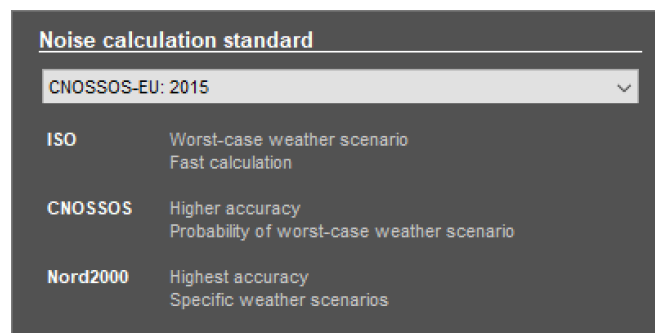 Noise calculation standard
CNOSSOS-EU: 2015
ISO Worst-case weather scenario
Fast calculation
CNOSSOS Higher accuracy
Probability of worst-case weather scenario
Nord2000 Highest accuracy
Specific weather scenarios